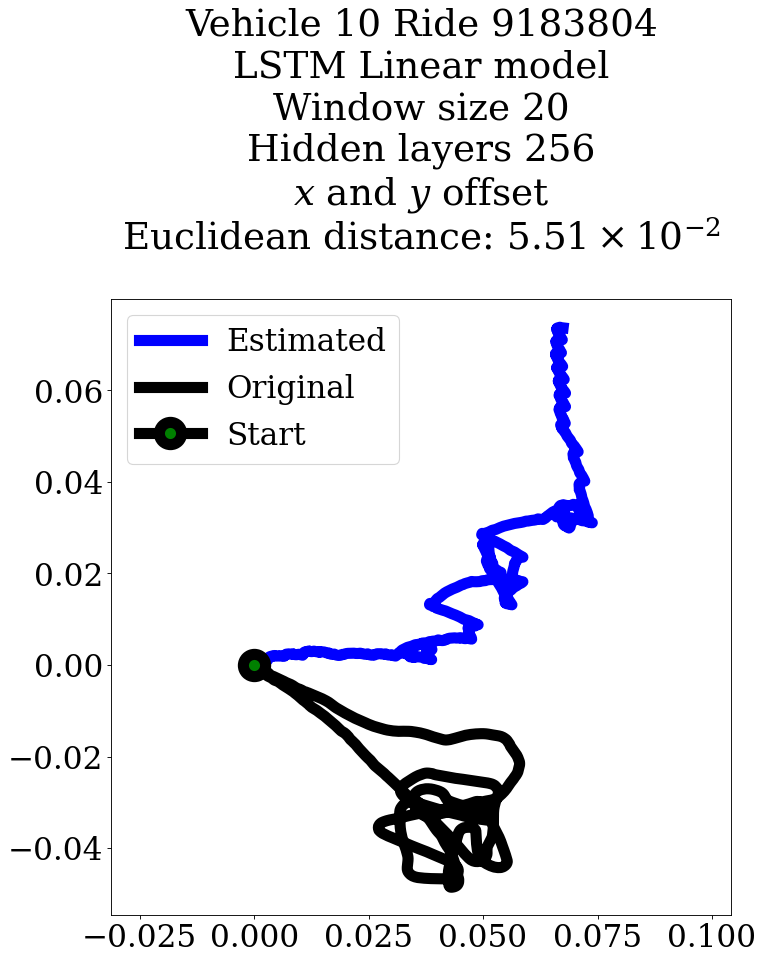 Vehicle 10 Ride 9183804
LSTM Linear model
Window size 20
Hidden layers 256
x and y offset
Euclidean distance: 5.51 × 10⁻²
Estimated
Original
Start
0.06
0.04
0.02
0.00
−0.02
−0.04
−0.025 0.000 0.025 0.050 0.075 0.100